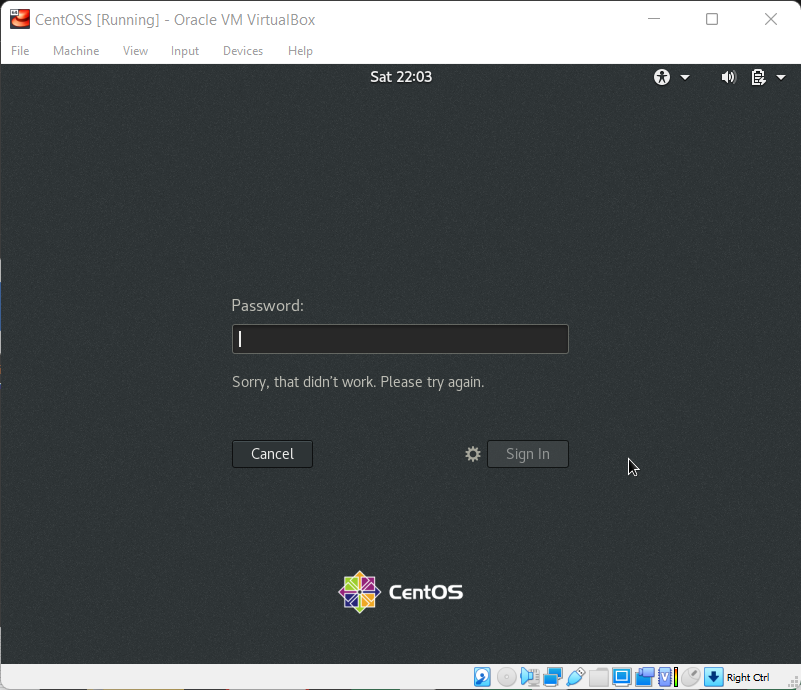 CentOSS [Running] - Oracle VM VirtualBox
File Machine View Input Devices Help
Sat 22:03
Password:
Sorry, that didn't work. Please try again.
Cancel Sign In
CentOS
Right Ctrl